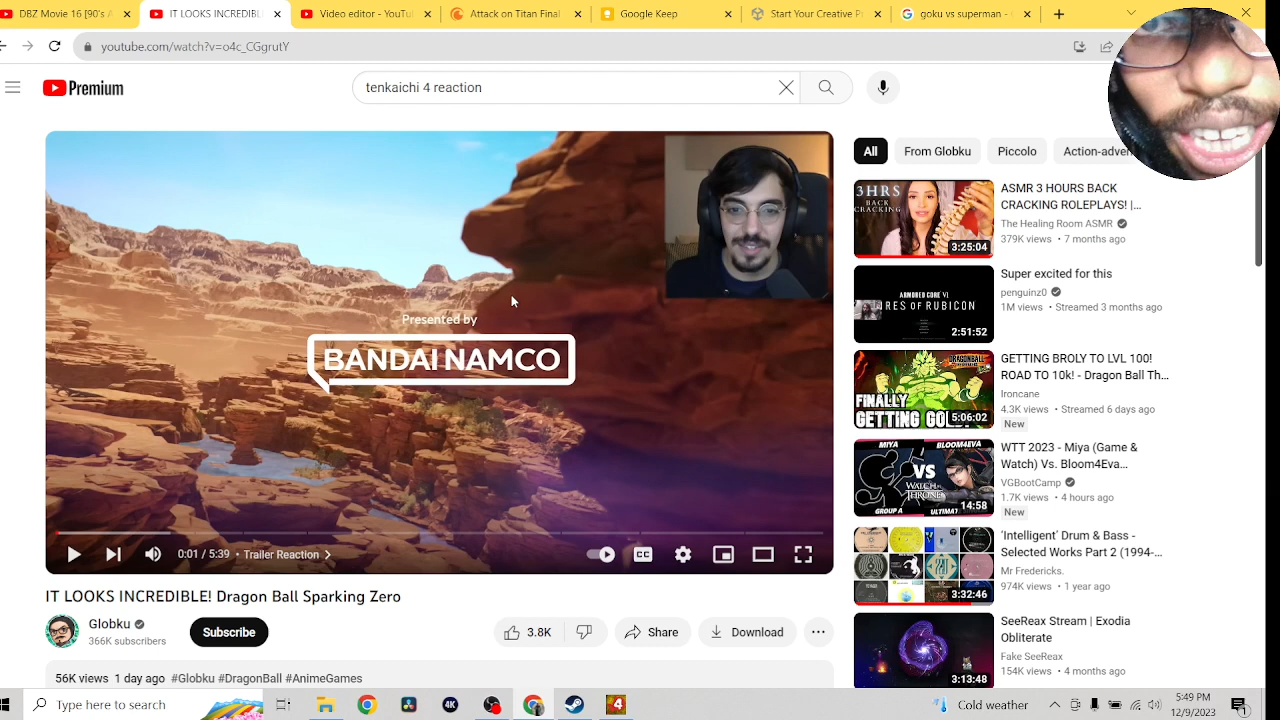 DBZ Movie 16 [90's A
IT LOOKS INCREDIBL
Video editor - YouTu
Attack on Titan Final
Google Keep
Start Your Creative P
goku vs superman -
youtube.com/watch?v=o4c_CGgrutY
Premium
tenkaichi 4 reaction
Presented by
BANDAI NAMCO
0:01 / 5:39 • Trailer Reaction
CC
IT LOOKS INCREDIBLE! Dragon Ball Sparking Zero
Globku
366K subscribers
Subscribe
3.8K
Share
Download
56K views 1 day ago #Globku #DragonBall #AnimeGames
All
From Globku
Piccolo
Action-adven
3HRS
BACK
CRACKING
3:25:04
ASMR 3 HOURS BACK
CRACKING ROLEPLAYS! |...
The Healing Room ASMR
379K views • 7 months ago
ARMORED CORE VI
RES OF RUBICON
2:51:52
Super excited for this
penguinz0
1M views • Streamed 3 months ago
FINALLY
GETTING GOLD
5:06:02
GETTING BROLY TO LVL 100!
ROAD TO 10k! - Dragon Ball Th...
Ironcane
4.3K views • Streamed 6 days ago
New
MIYA
BLOOM4EVA
VS
WATCH
THRONE
GROUP A
ULTIMAT
14:58
WTT 2023 - Miya (Game &
Watch) Vs. Bloom4Eva...
VGBootCamp
1.7K views • 4 hours ago
New
3:32:46
'Intelligent' Drum & Bass -
Selected Works Part 2 (1994-...
Mr Fredericks.
974K views • 1 year ago
3:13:48
SeeReax Stream | Exodia
Obliterate
Fake SeeReax
154K views • 4 months ago
Type here to search
4K
4
Cold weather
5:49 PM
12/9/2023